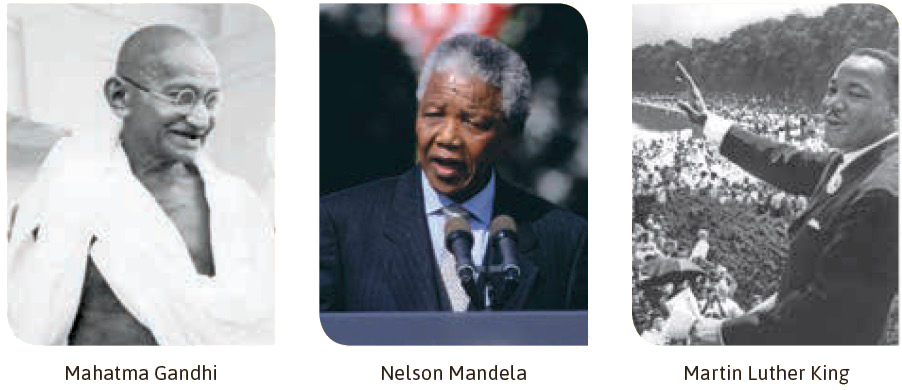 Mahatma Gandhi
Nelson Mandela
Martin Luther King